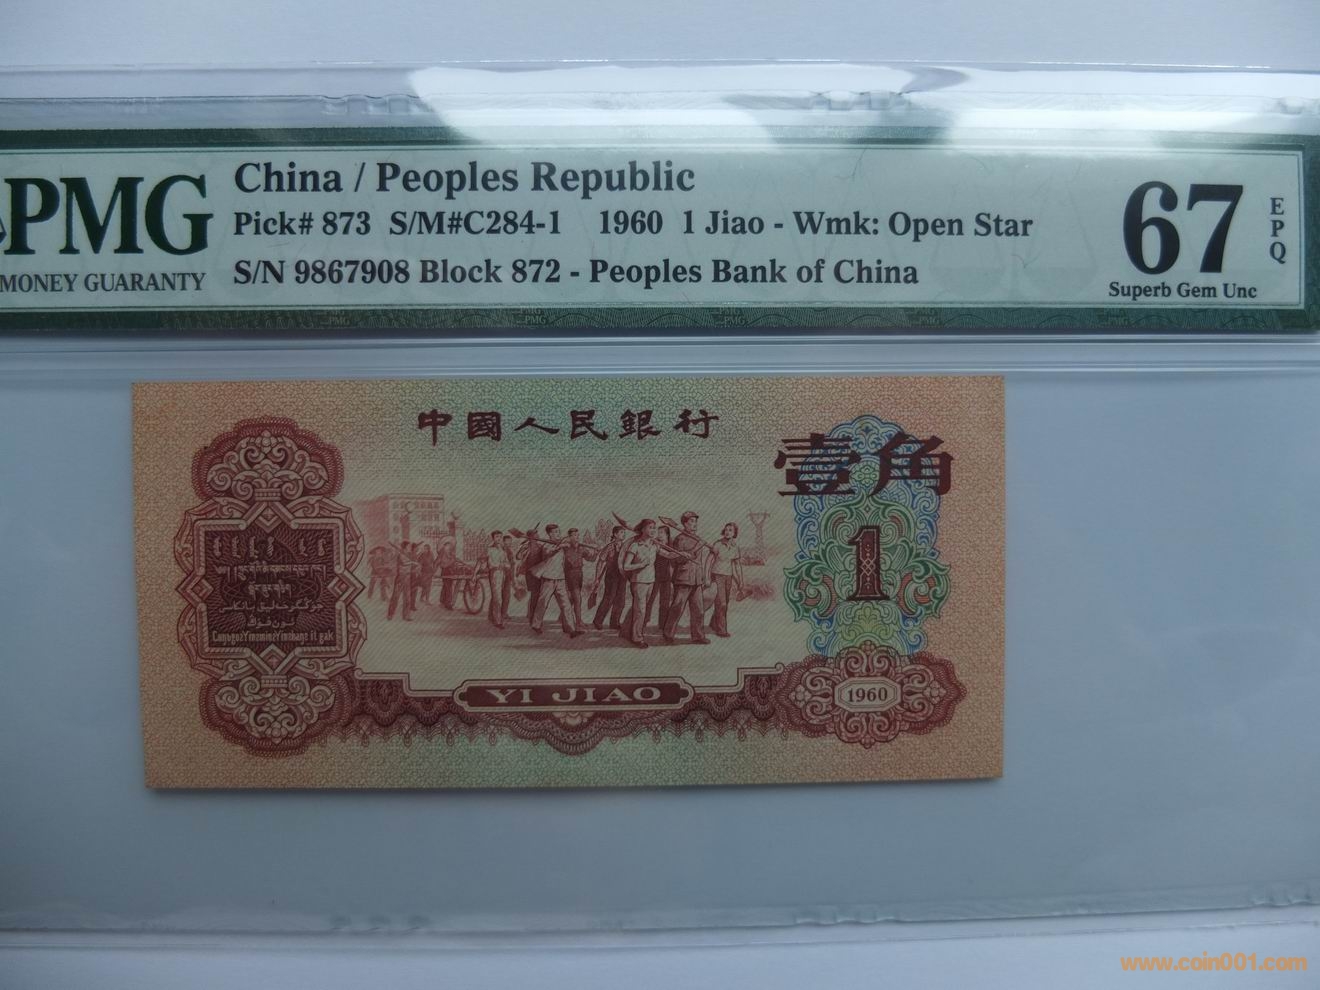 China / Peoples Republic
PMG
Pick# 873 S/M#C284-1 1960 1 Jiao - Wmk: Open Star
MONEY GUARANTY
S/N 9867908 Block 872 - Peoples Bank of China
67
EPQ
Superb Gem Unc
中國人民銀行
壹角
1
YI JIAO
1960
www.coin001.com